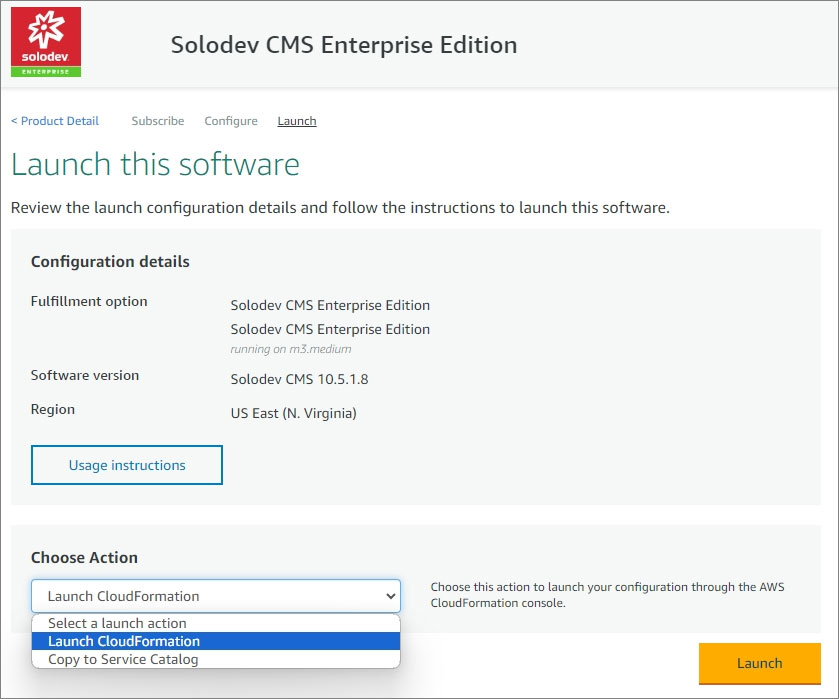 solodev
ENTERPRISE
Solodev CMS Enterprise Edition
< Product Detail Subscribe Configure Launch
Launch this software
Review the launch configuration details and follow the instructions to launch this software.
Configuration details
Fulfillment option
Solodev CMS Enterprise Edition
Solodev CMS Enterprise Edition
running on m3.medium
Software version
Solodev CMS 10.5.1.8
Region
US East (N. Virginia)
Usage instructions
Choose Action
Launch CloudFormation
Choose this action to launch your configuration through the AWS
CloudFormation console.
Select a launch action
Launch CloudFormation
Copy to Service Catalog
Launch